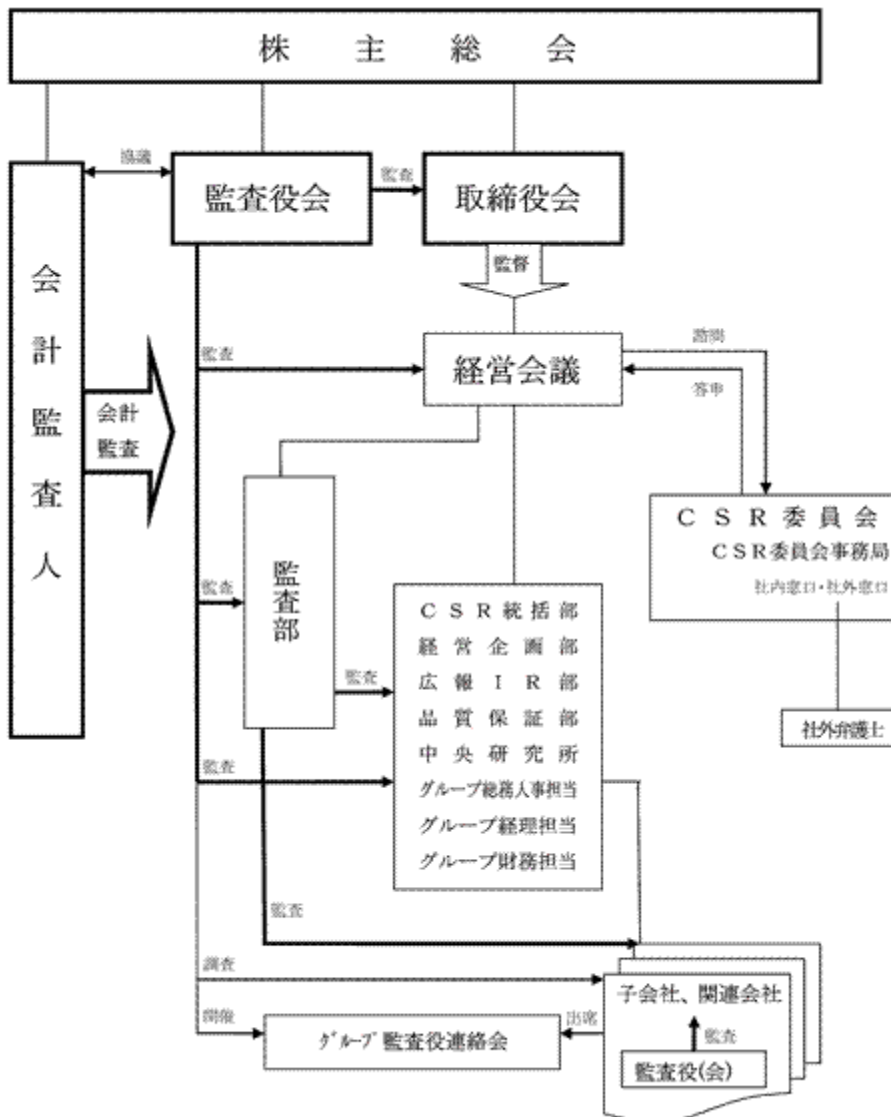 株主総会
協議
監査役会
監査
取締役会
監督
会計監査人
会計
監査
監査
経営会議
諮問
答申
監査部
監査
監査
CSR委員会
CSR委員会事務局
社内窓口・社外窓口
社外弁護士
CSR統括部
経営企画部
広報IR部
品質保証部
中央研究所
グループ総務人事担当
グループ経理担当
グループ財務担当
監査
監査
調査
開催
グループ監査役連絡会
出席
子会社、関連会社
監査
監査役(会)